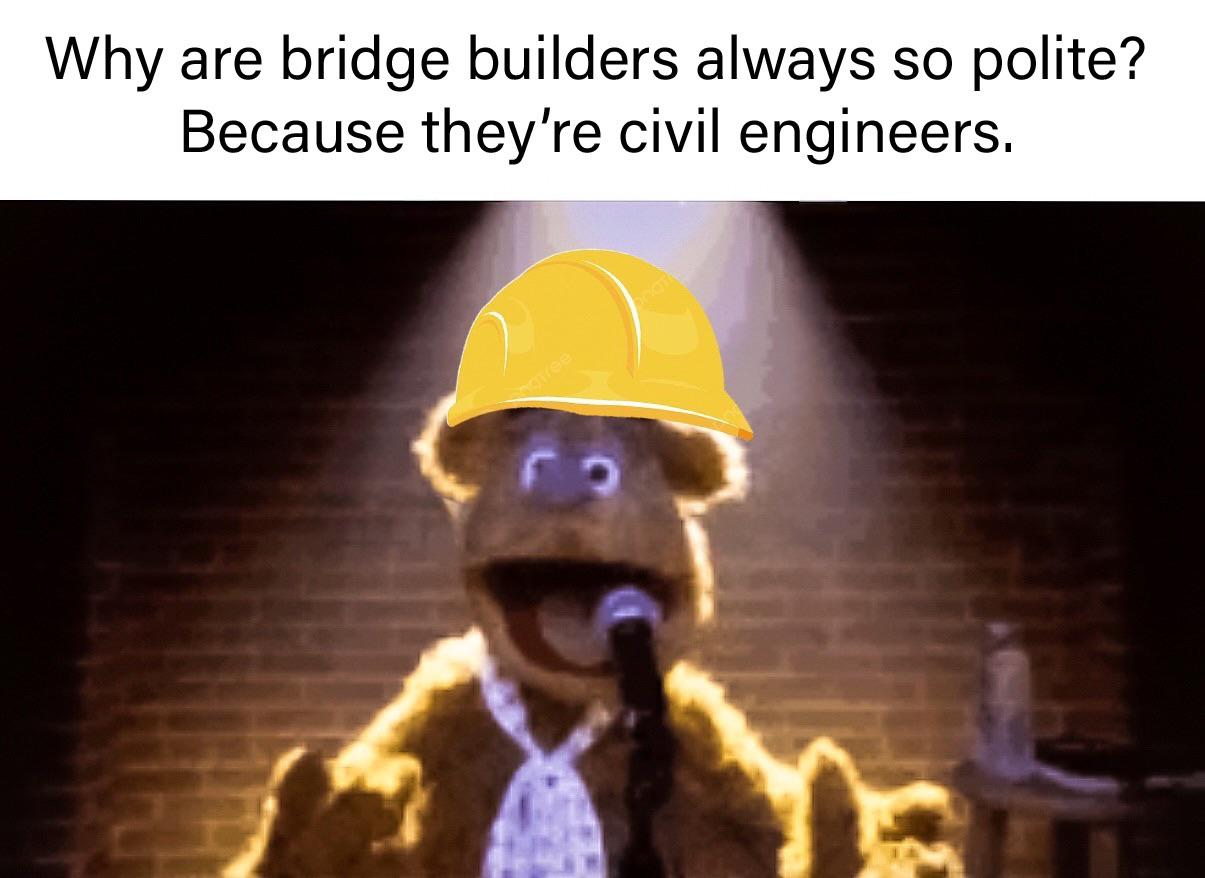 Why are bridge builders always so polite?
Because they’re civil engineers.